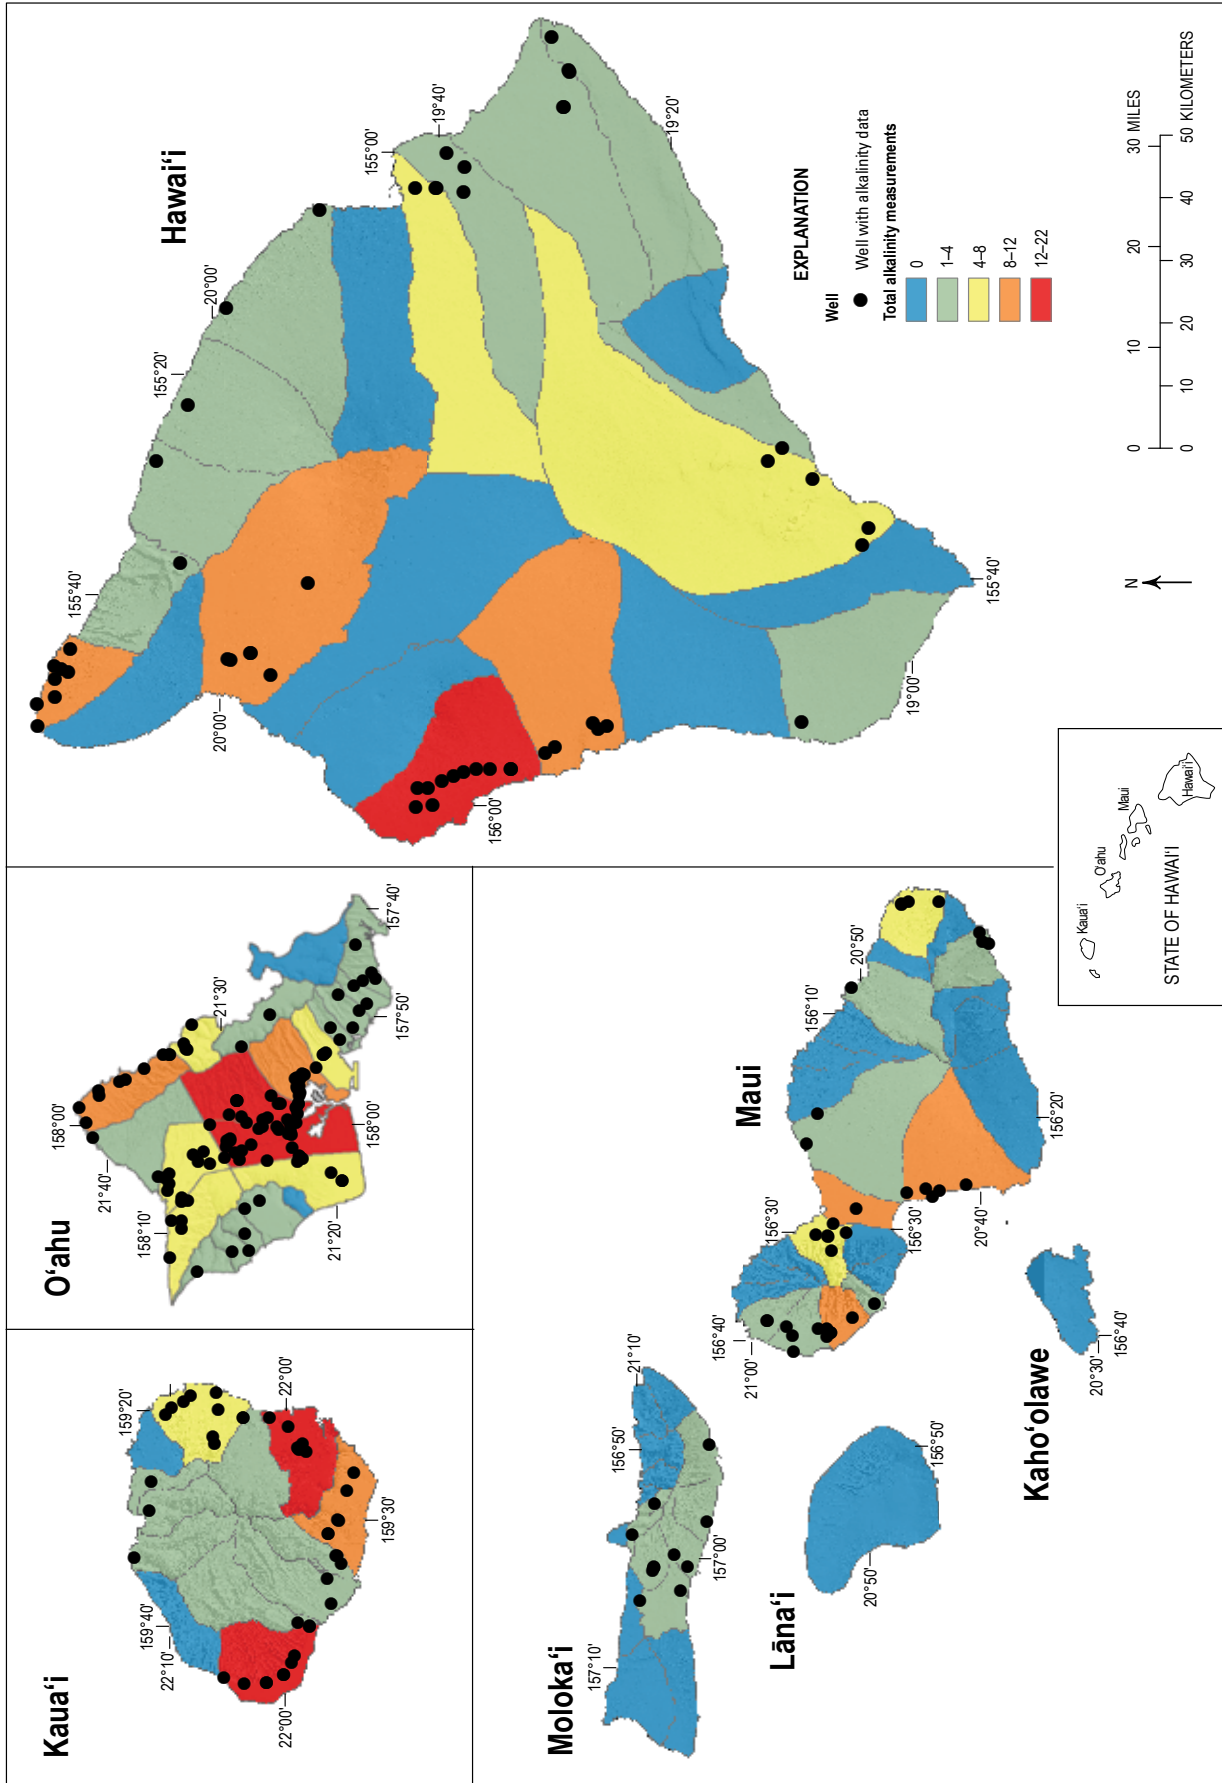 Kaua‘i
159°40'
22°10'
159°20'
22°00'
22°00'
159°30'
O‘ahu
158°10'
21°40'
158°00'
21°30'
157°40'
157°50'
158°00'
21°20'
Hawai‘i
155°40'
155°20'
20°00'
155°00'
19°40'
19°20'
20°00'
156°00'
19°00'
155°40'
Moloka‘i
157°10'
157°00'
156°50'
21°10'
Maui
156°40'
21°00'
156°30'
156°30'
156°10'
20°50'
156°20'
20°40'
Lāna‘i
20°50'
156°50'
Kaho‘olawe
20°30'
156°40'
EXPLANATION
Well
Well with alkalinity data
Total alkalinity measurements
0
1–4
4–8
8–12
12–22
N
0 10 20 30 MILES
0 10 20 30 40 50 KILOMETERS
Kaua‘i
O‘ahu
Maui
Hawai‘i
STATE OF HAWAI‘I